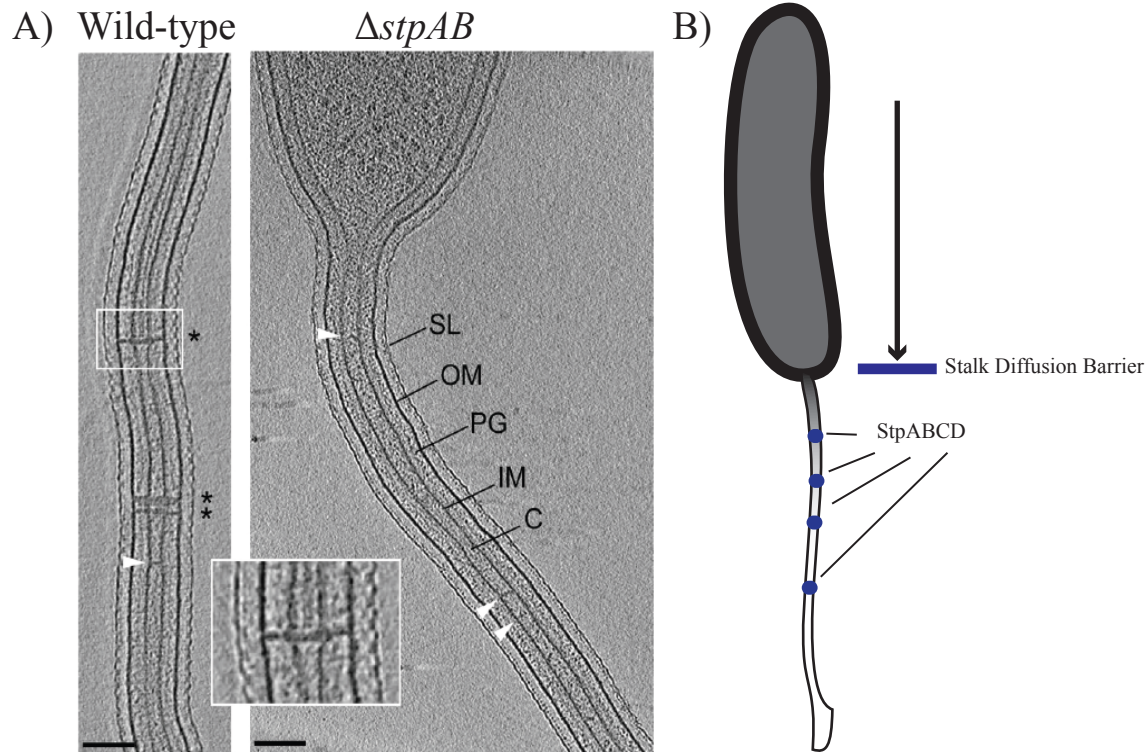 A) Wild-type
ΔstpAB
*
*
*
SL
OM
PG
IM
C
B)
Stalk Diffusion Barrier
StpABCD